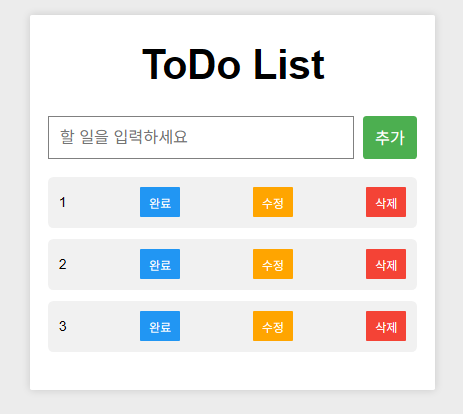 ToDo List
할 일을 입력하세요 추가
1 완료 수정 삭제
2 완료 수정 삭제
3 완료 수정 삭제